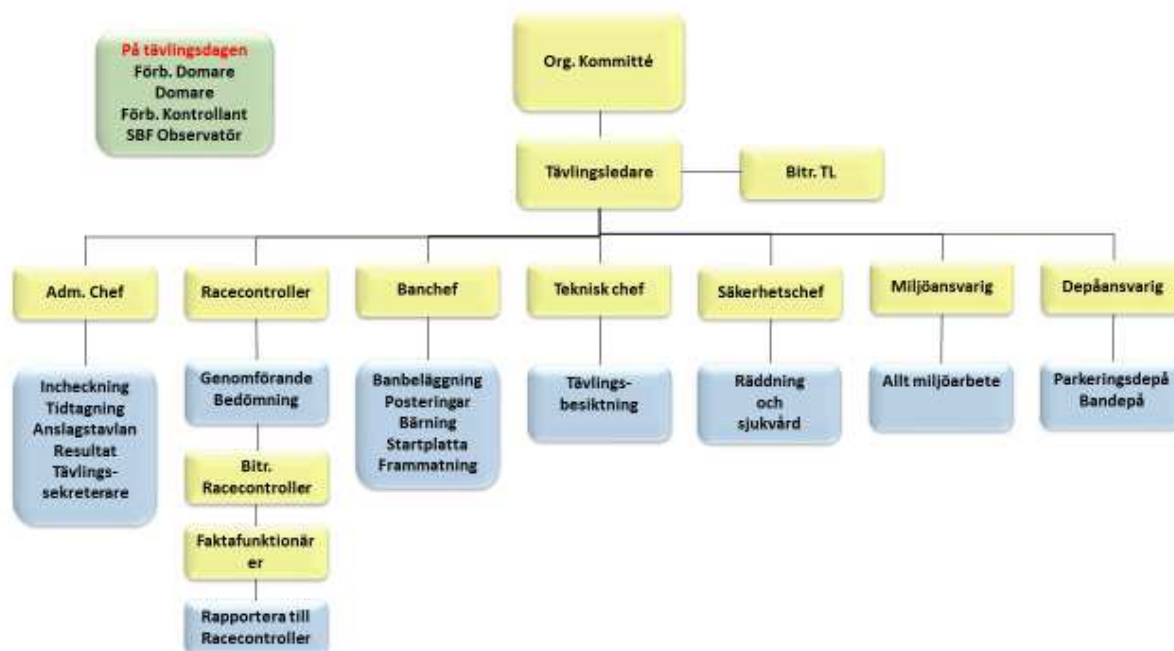 På tävlingsdagen
Förb. Domare
Domare
Förb. Kontrollant
SBF Observatör
Org. Kommitté
Tävlingsledare
Bitr. TL
Adm. Chef
Racecontroller
Banchef
Teknisk chef
Säkerhetschef
Miljöansvarig
Depåansvarig
Incheckning
Tidtagning
Anslagstavlan
Resultat
Tävlings-
sekreterare
Genomförande
Bedömning
Bitr.
Racecontroller
Faktafunktionär
er
Rapportera till
Racecontroller
Banbeläggning
Posteringar
Bärning
Startplatta
Frammatning
Tävlings-
besiktning
Räddning
och
sjukvård
Allt miljöarbete
Parkeringsdepå
Bandepå